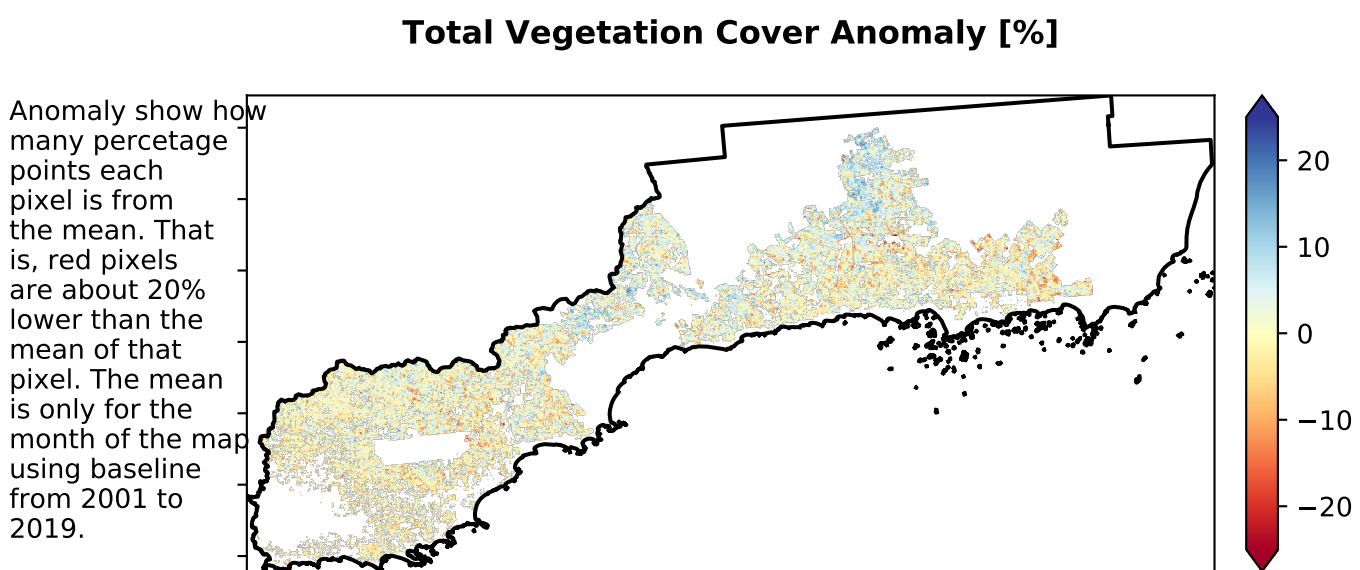 Total Vegetation Cover Anomaly [%]
Anomaly show how
many percetage
points each
pixel is from
the mean. That
is, red pixels
are about 20%
lower than the
mean of that
pixel. The mean
is only for the
month of the map
using baseline
from 2001 to
2019.
20
10
0
−10
−20